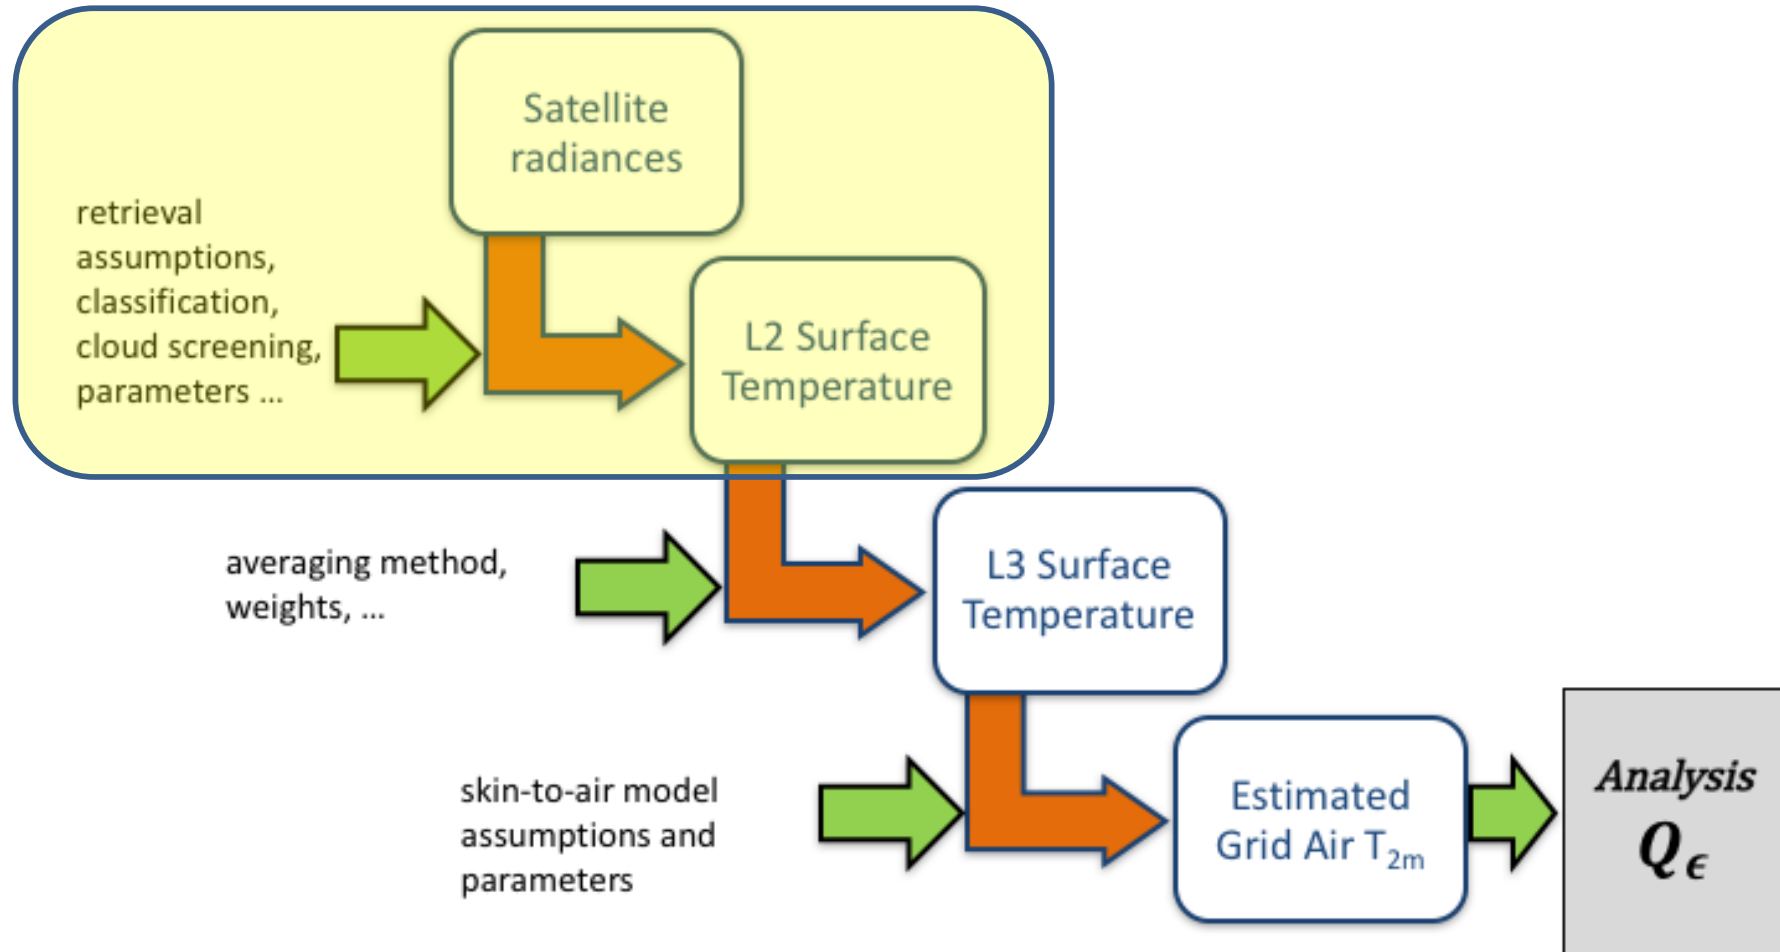 Satellite
radiances
retrieval
assumptions,
classification,
cloud screening,
parameters ...
L2 Surface
Temperature
averaging method,
weights, ...
L3 Surface
Temperature
skin-to-air model
assumptions and
parameters
Estimated
Grid Air T₂ₘ
Analysis
Q_ϵ